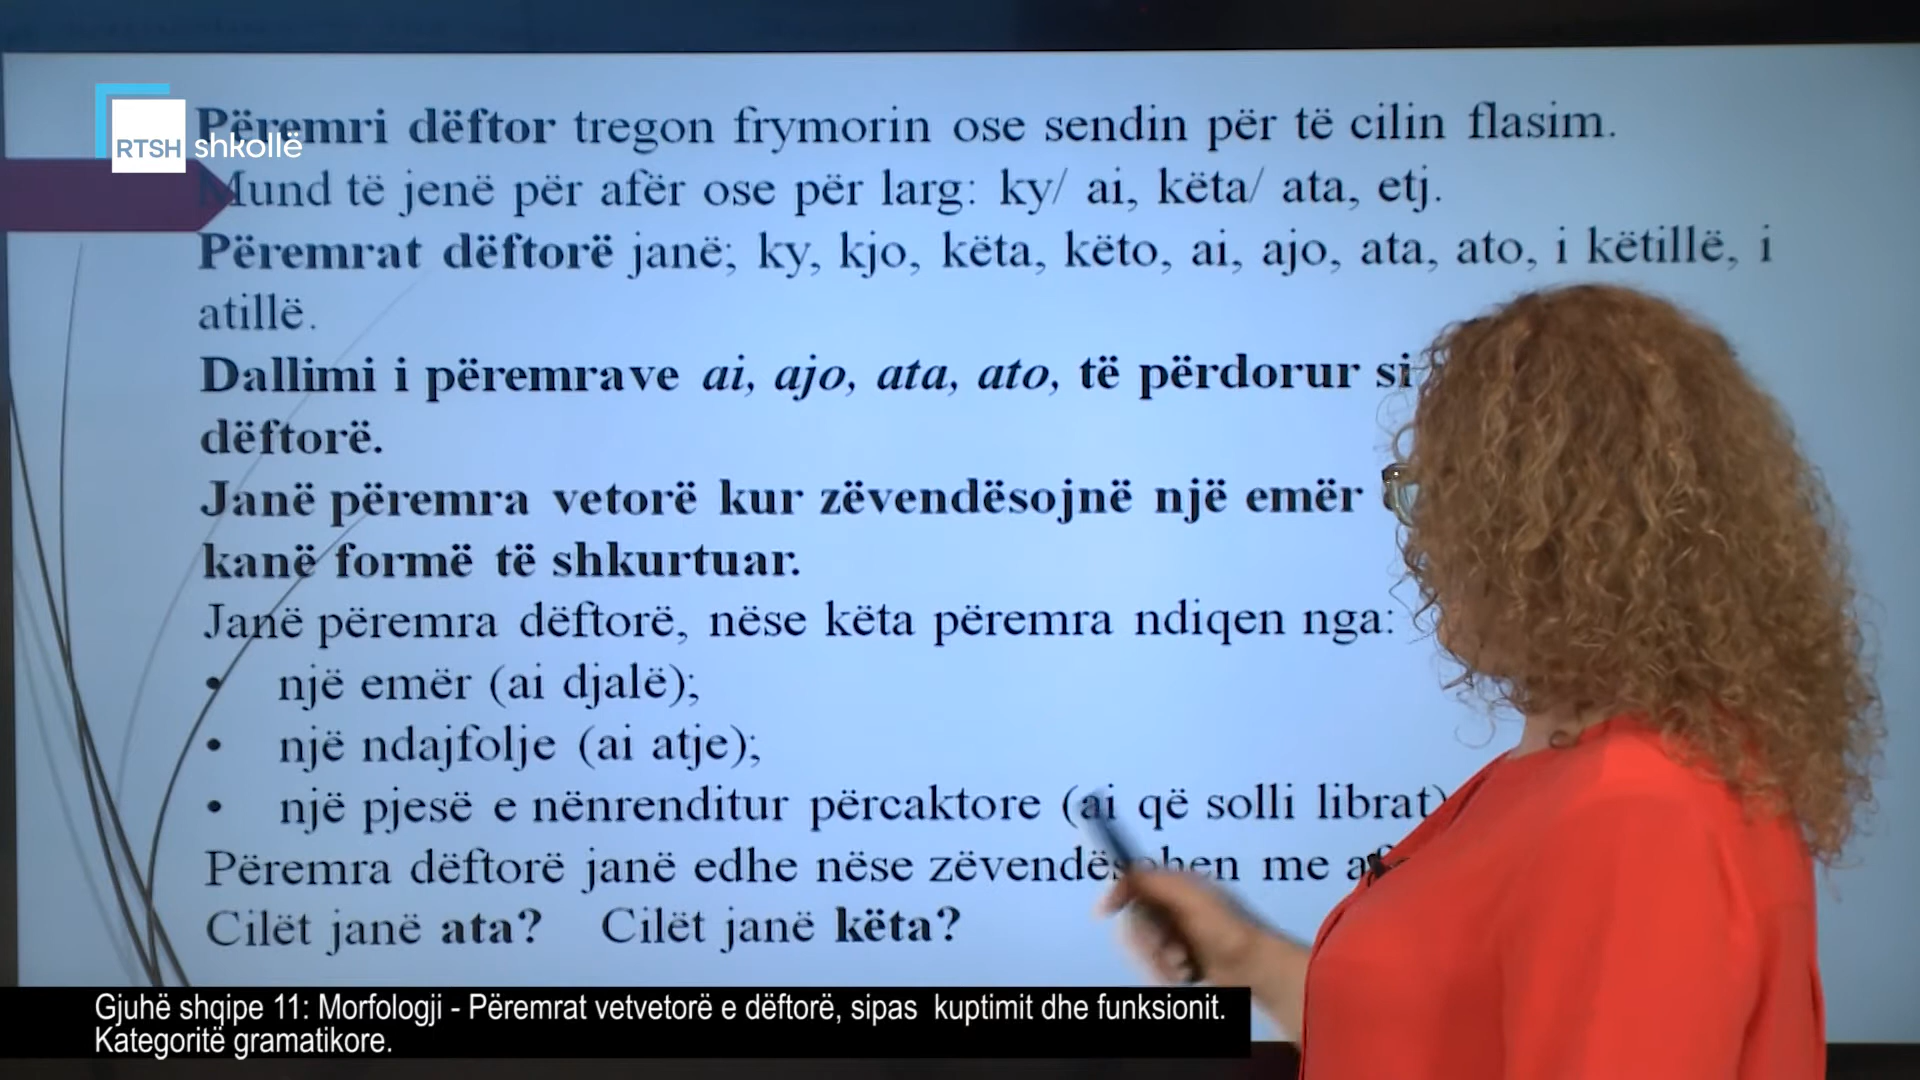 RTSH shkollë
Përemri dëftor tregon frymorin ose sendin për të cilin flasim.
Mund të jenë për afër ose për larg: ky/ ai, këta/ ata, etj.
Përemrat dëftorë janë; ky, kjo, këta, këto, ai, ajo, ata, ato, i këtillë, i
atillë.
Dallimi i përemrave ai, ajo, ata, ato, të përdorur si
dëftorë.
Janë përemra vetorë kur zëvendësojnë një emër
kanë formë të shkurtuar.
Janë përemra dëftorë, nëse këta përemra ndiqen nga:
• një emër (ai djalë);
• një ndajfolje (ai atje);
• një pjesë e nënrenditur përcaktore (ai që solli librat)
Përemra dëftorë janë edhe nëse zëvendësohen me
Cilët janë ata? Cilët janë këta?
Gjuhë shqipe 11: Morfologji - Përemrat vetvetorë e dëftorë, sipas kuptimit dhe funksionit.
Kategoritë gramatikore.